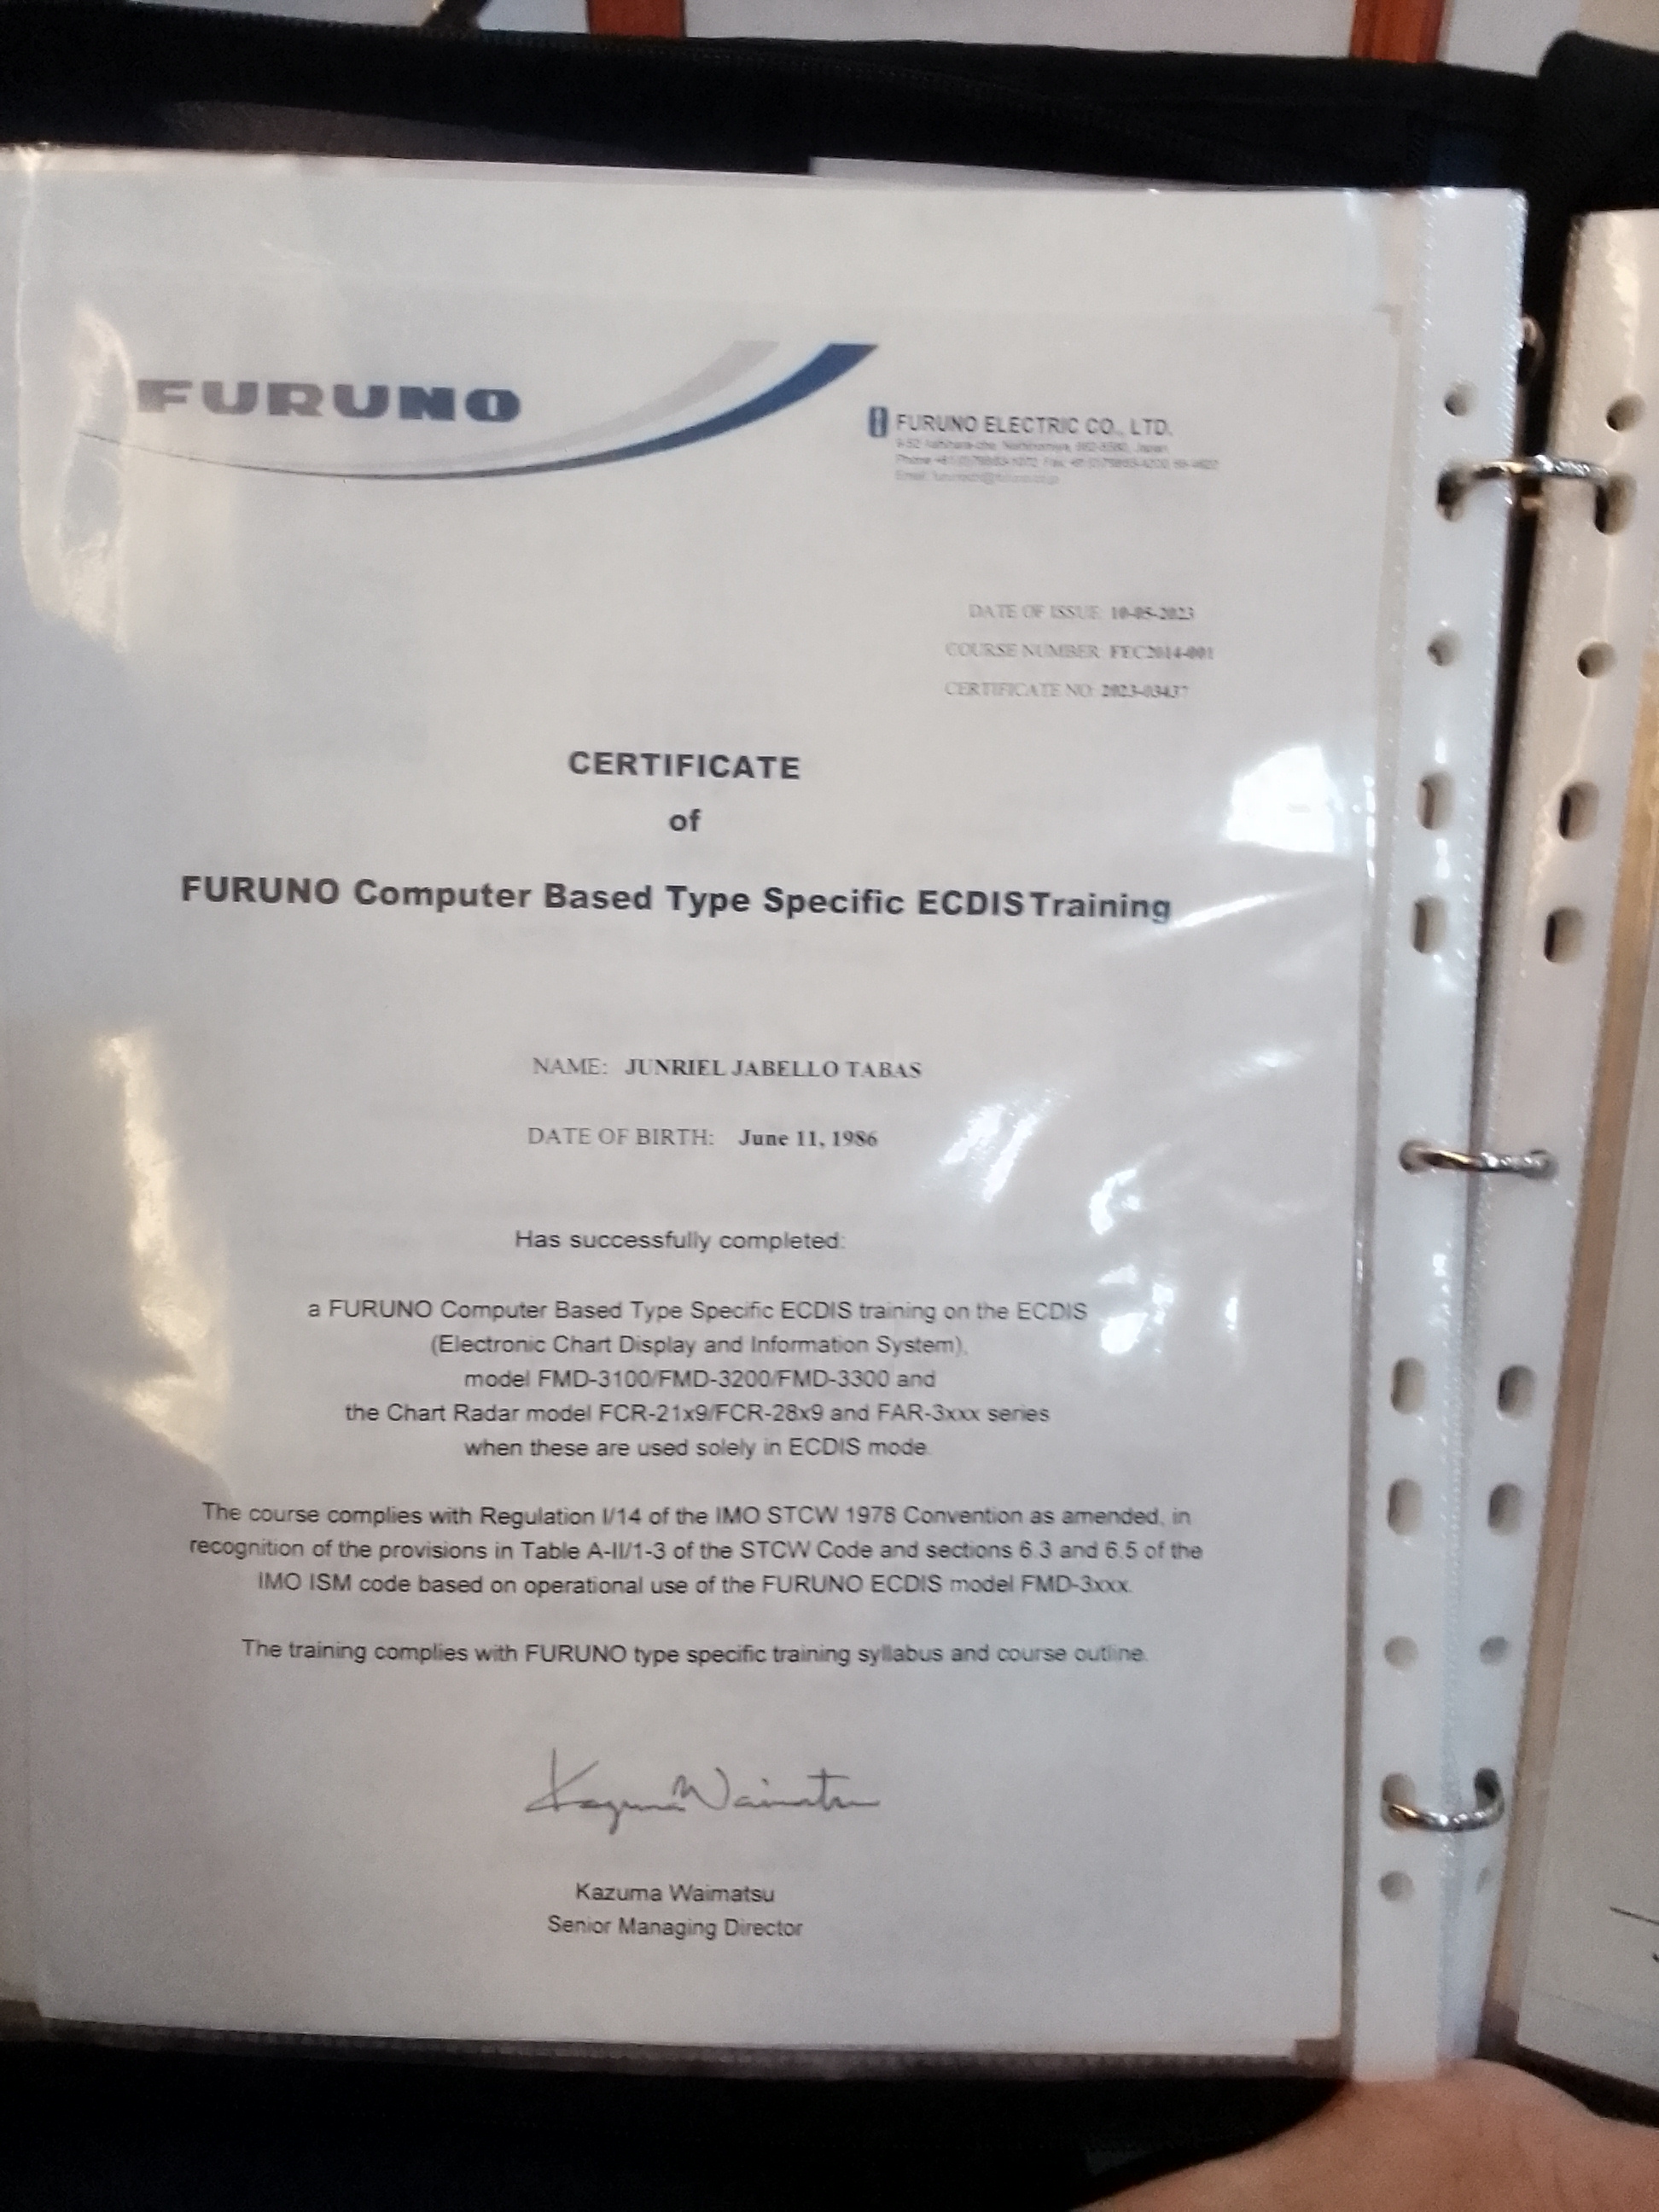 FURUNO
FURUNO ELECTRIC CO., LTD.
DATE OF ISSUE: 10-05-2023
COURSE NUMBER: FEC2014-001
CERTIFICATE NO: 2023-03437
CERTIFICATE
of
FURUNO Computer Based Type Specific ECDIS Training
NAME: JUNRIEL JABELLO TABAS
DATE OF BIRTH: June 11, 1986
Has successfully completed:
a FURUNO Computer Based Type Specific ECDIS training on the ECDIS
(Electronic Chart Display and Information System),
model FMD-3100/FMD-3200/FMD-3300 and
the Chart Radar model FCR-21x9/FCR-28x9 and FAR-3xxx series
when these are used solely in ECDIS mode.
The course complies with Regulation I/14 of the IMO STCW 1978 Convention as amended, in
recognition of the provisions in Table A-II/1-3 of the STCW Code and sections 6.3 and 6.5 of the
IMO ISM code based on operational use of the FURUNO ECDIS model FMD-3xxx.
The training complies with FURUNO type specific training syllabus and course outline.
Kazuma Waimatsu
Kazuma Waimatsu
Senior Managing Director